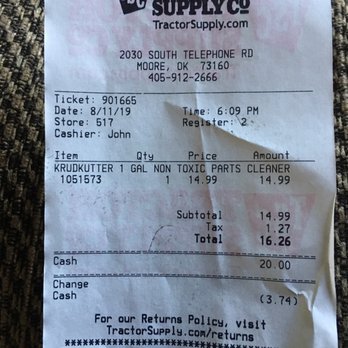 SUPPLY CO
TractorSupply.com
2030 SOUTH TELEPHONE RD
MOORE, OK 73160
405-912-2666
Ticket: 901665
Date: 8/11/19 Time: 6:09 PM
Store: 517 Register: 2
Cashier: John
Item Qty Price Amount
KRUDKUTTER 1 GAL NON TOXIC PARTS CLEANER
1051573 1 14.99 14.99
Subtotal 14.99
Tax 1.27
Total 16.26
Cash 20.00
Change
Cash (3.74)
For our Returns Policy, visit
TractorSupply.com/returns